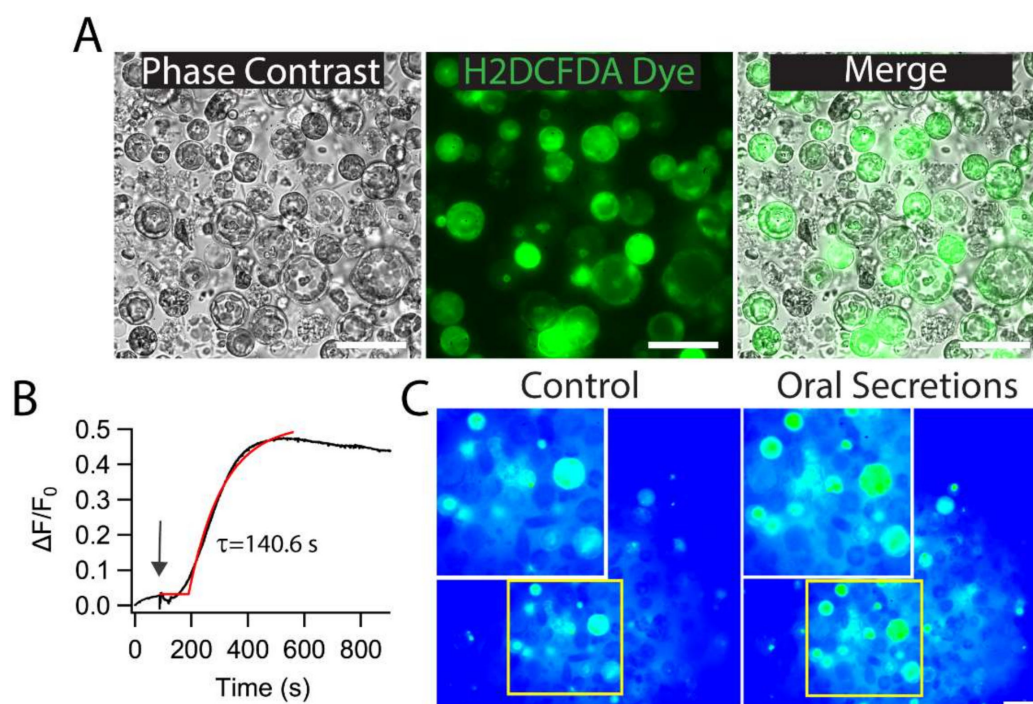 A
Phase Contrast
H2DCFDA Dye
Merge
B
0.5
0.4
0.3
0.2
0.1
0.0
ΔF/F₀
τ=140.6 s
0 200 400 600 800
Time (s)
C
Control
Oral Secretions